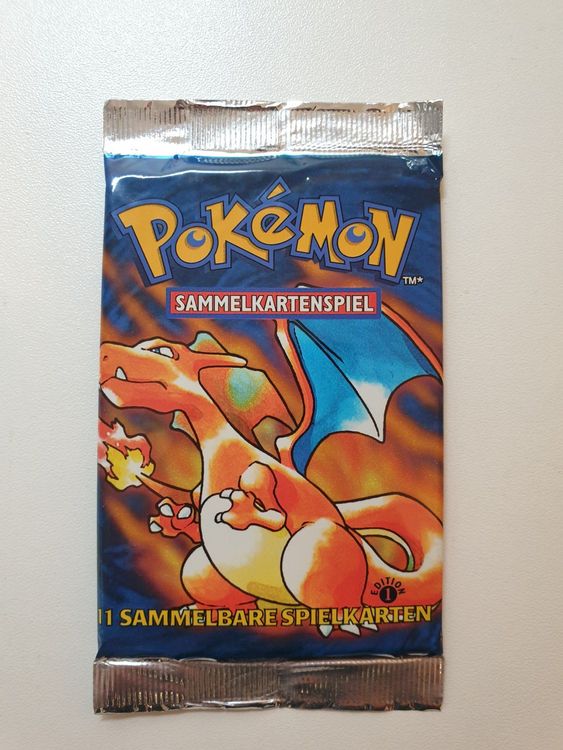 POKéMON
TM*
SAMMELKARTENSPIEL
EDITION
1
11 SAMMELBARE SPIELKARTEN